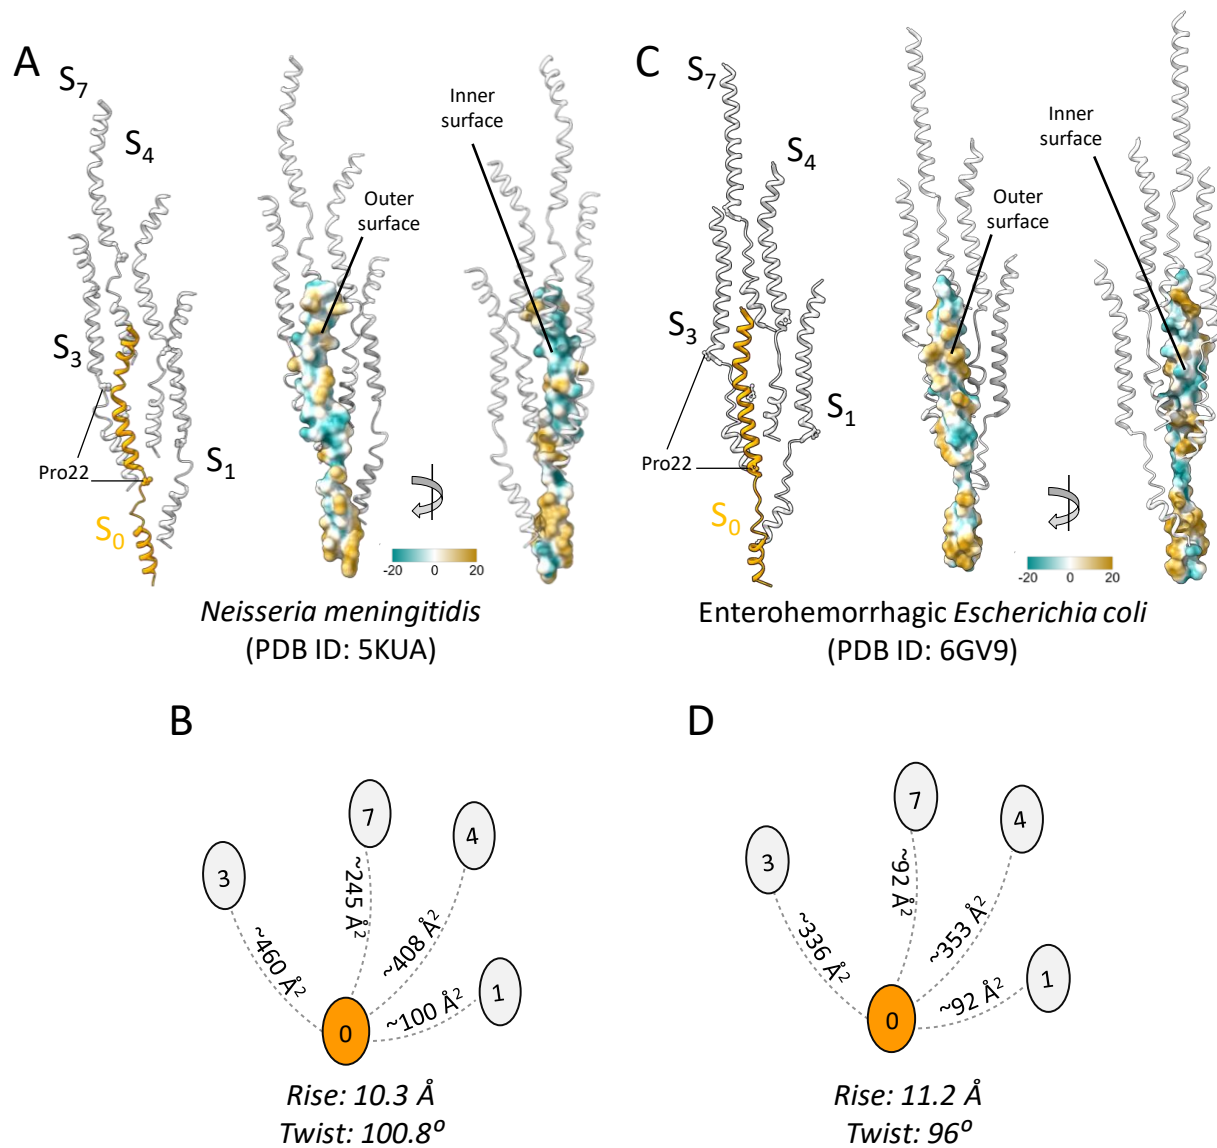 A
S7
S4
Outer
surface
Inner
surface
S3
Pro22
S1
S0
-20 0 20
Neisseria meningitidis
(PDB ID: 5KUA)
C
S7
S4
Inner
surface
Outer
surface
S3
S1
Pro22
S0
-20 0 20
Enterohemorrhagic Escherichia coli
(PDB ID: 6GV9)
B
7
4
3
~245 Å²
~460 Å²
~408 Å²
~100 Å²
1
0
Rise: 10.3 Å
Twist: 100.8º
D
7
4
3
~92 Å²
~336 Å²
~353 Å²
~92 Å²
1
0
Rise: 11.2 Å
Twist: 96º